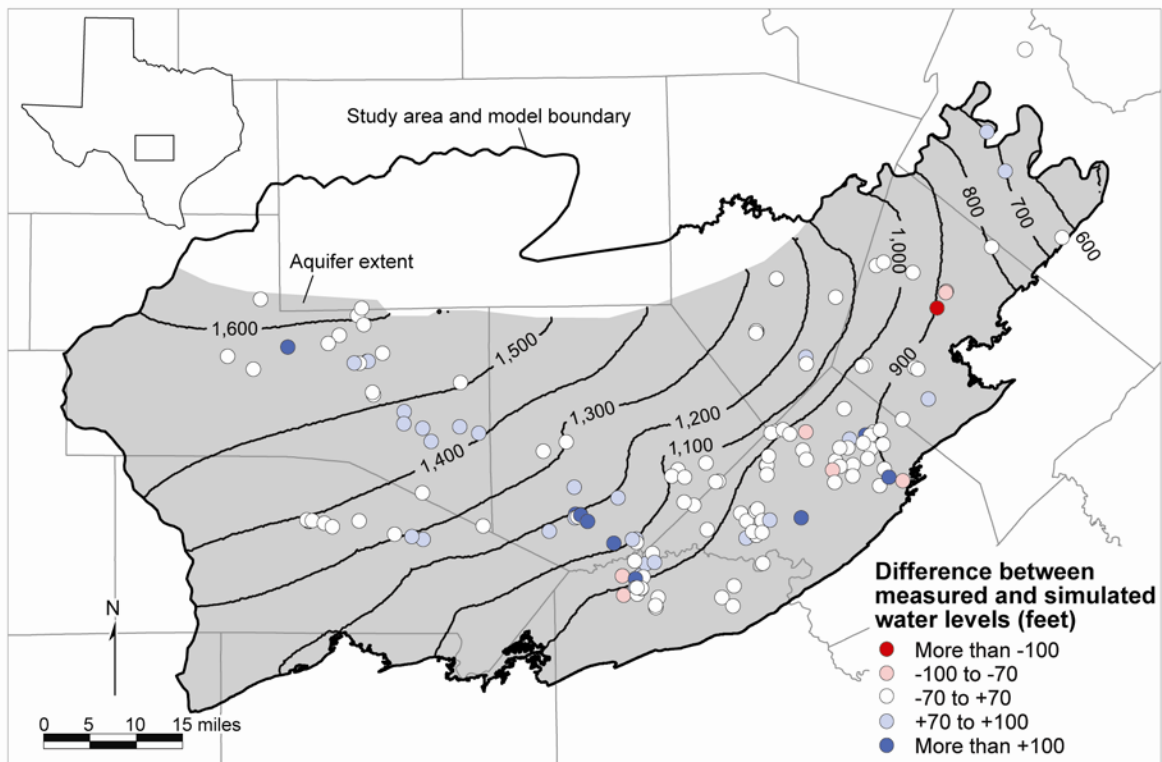 Study area and model boundary
Aquifer extent
800
700
600
1,000
1,600
1,500
900
1,300
1,200
1,100
1,400
Difference between
measured and simulated
water levels (feet)
More than -100
-100 to -70
-70 to +70
+70 to +100
More than +100
N
0 5 10 15 miles